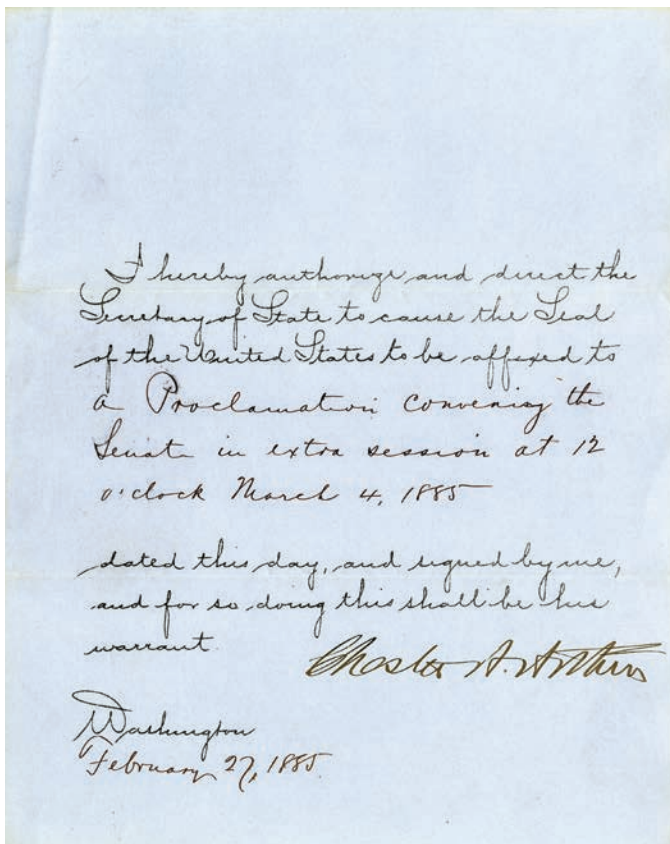 I hereby authorize and direct the
Secretary of State to cause the Seal
of the United States to be affixed to
a Proclamation convening the
Senate in extra session at 12
o'clock March 4, 1885
dated this day, and signed by me,
and for so doing this shall be his
warrant.
Chester A. Arthur
Washington
February 27, 1885.